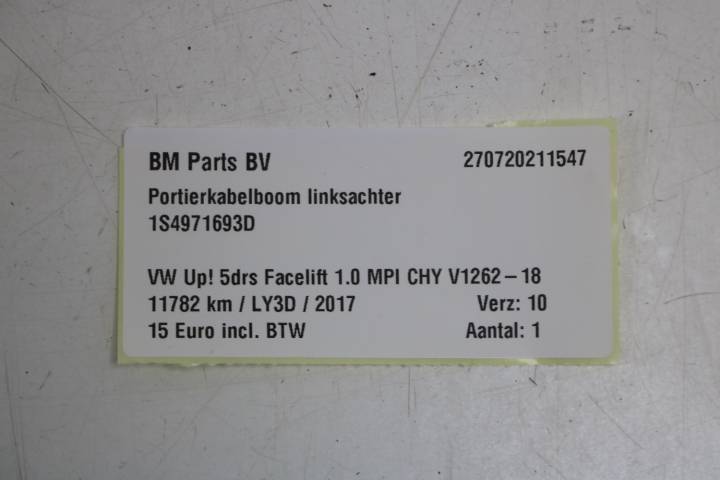 BM Parts BV 270720211547
Portierkabelboom linksachter
1S4971693D
VW Up! 5drs Facelift 1.0 MPI CHY V1262-18
11782 km / LY3D / 2017 Verz: 10
15 Euro incl. BTW Aantal: 1